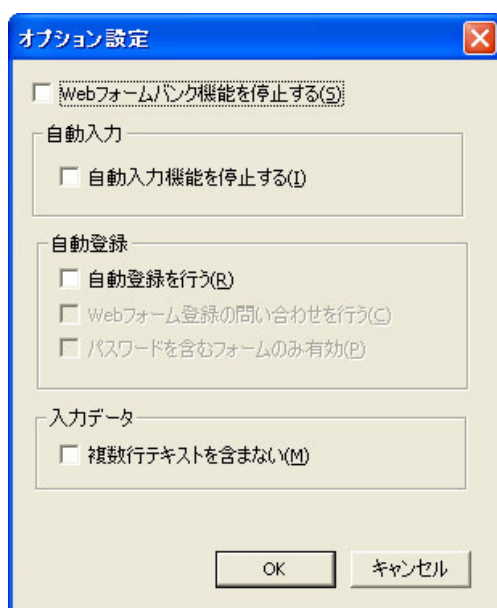 オプション設定
Webフォームバンク機能を停止する(S)
自動入力
自動入力機能を停止する(I)
自動登録
自動登録を行う(R)
Webフォーム登録の問い合わせを行う(C)
パスワードを含むフォームのみ有効(P)
入力データ
複数行テキストを含まない(M)
OK
キャンセル